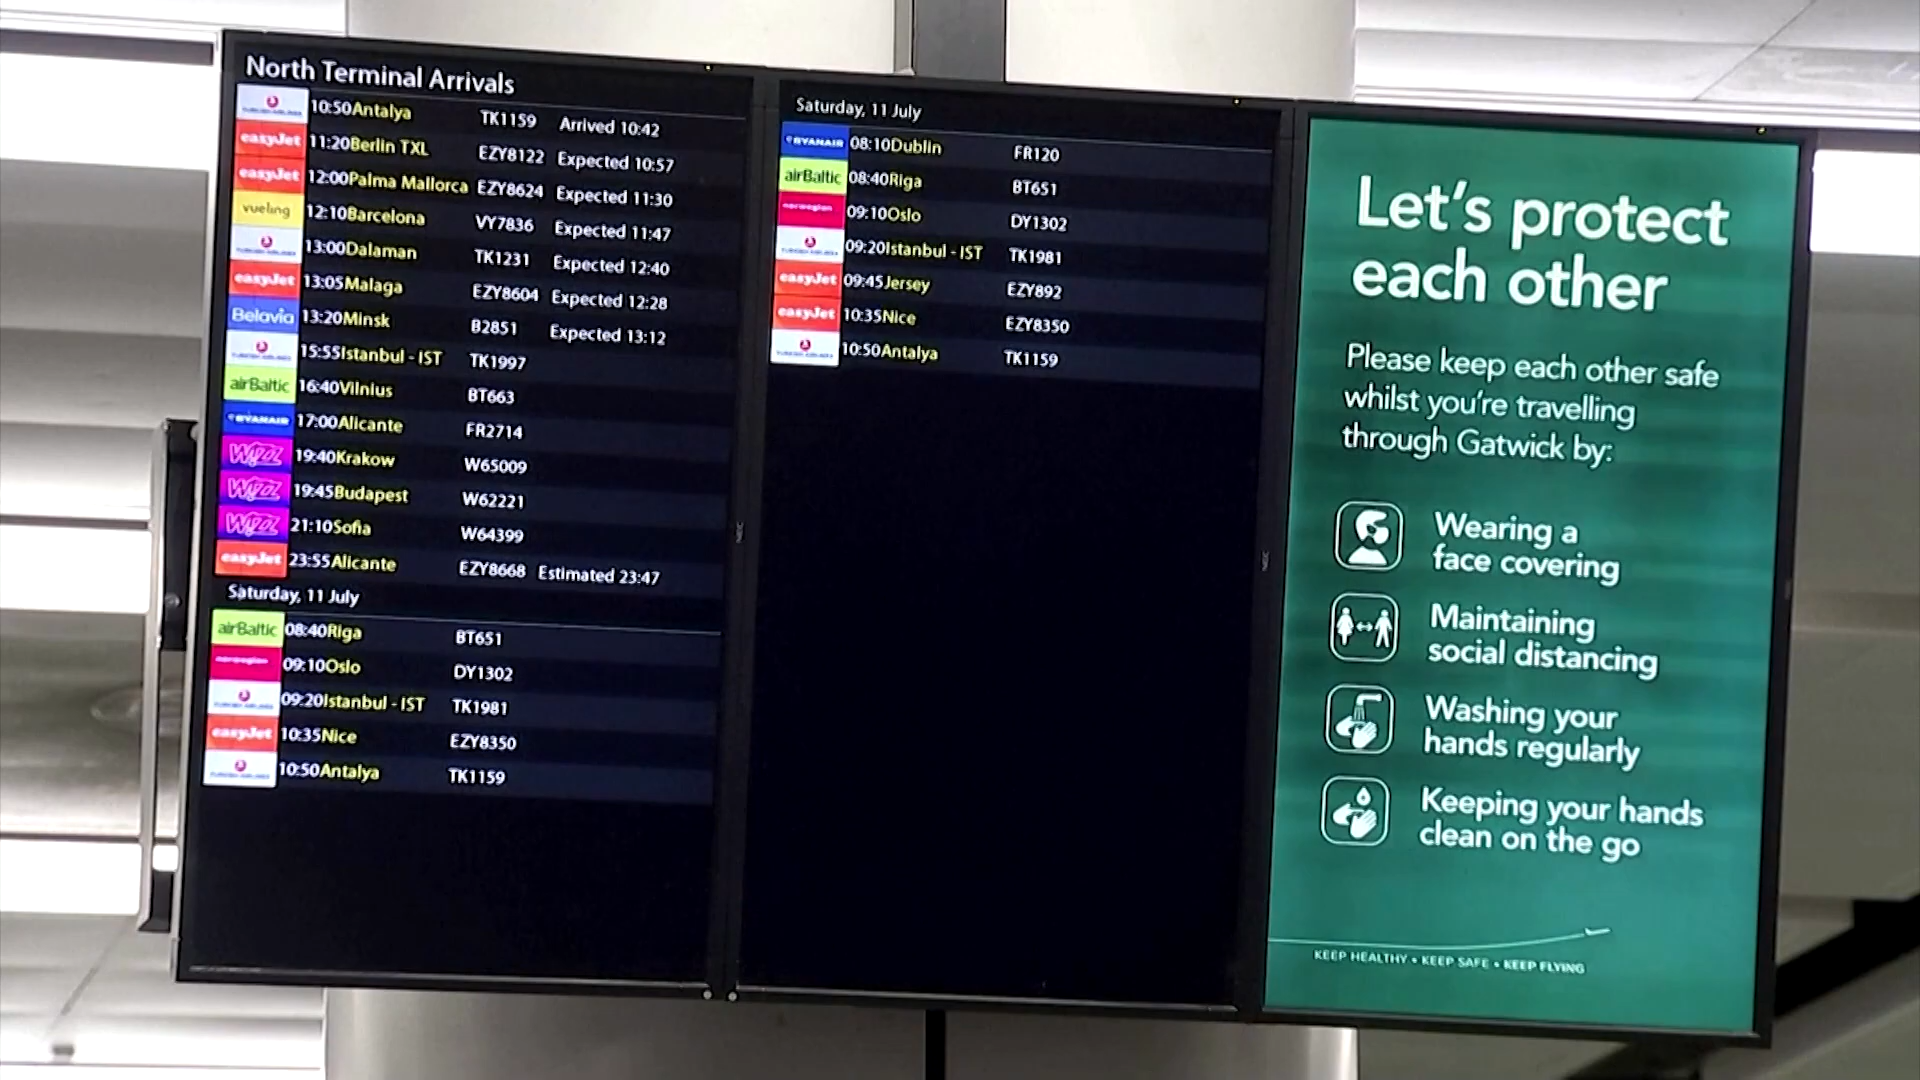 North Terminal Arrivals
10:50 Antalya TK1159 Arrived 10:42
easyJet 11:20 Berlin TXL EZY8122 Expected 10:57
easyJet 12:00 Palma Mallorca EZY8624 Expected 11:30
vueling 12:10 Barcelona VY7836 Expected 11:47
13:00 Dalaman TK1231 Expected 12:40
easyJet 13:05 Malaga EZY8604 Expected 12:28
Belavia 13:20 Minsk B2851 Expected 13:12
15:55 Istanbul - IST TK1997
airBaltic 16:40 Vilnius BT663
RYANAIR 17:00 Alicante FR2714
Wizz 19:40 Krakow W65009
Wizz 19:45 Budapest W62221
Wizz 21:10 Sofia W64399
easyJet 23:55 Alicante EZY8668 Estimated 23:47
Saturday, 11 July
airBaltic 08:40 Riga BT651
norwegian 09:10 Oslo DY1302
09:20 Istanbul - IST TK1981
easyJet 10:35 Nice EZY8350
10:50 Antalya TK1159
Saturday, 11 July
RYANAIR 08:10 Dublin FR120
airBaltic 08:40 Riga BT651
norwegian 09:10 Oslo DY1302
09:20 Istanbul - IST TK1981
easyJet 09:45 Jersey EZY892
easyJet 10:35 Nice EZY8350
10:50 Antalya TK1159
Let's protect
each other
Please keep each other safe
whilst you're travelling
through Gatwick by:
Wearing a
face covering
Maintaining
social distancing
Washing your
hands regularly
Keeping your hands
clean on the go
KEEP HEALTHY • KEEP SAFE • KEEP FLYING